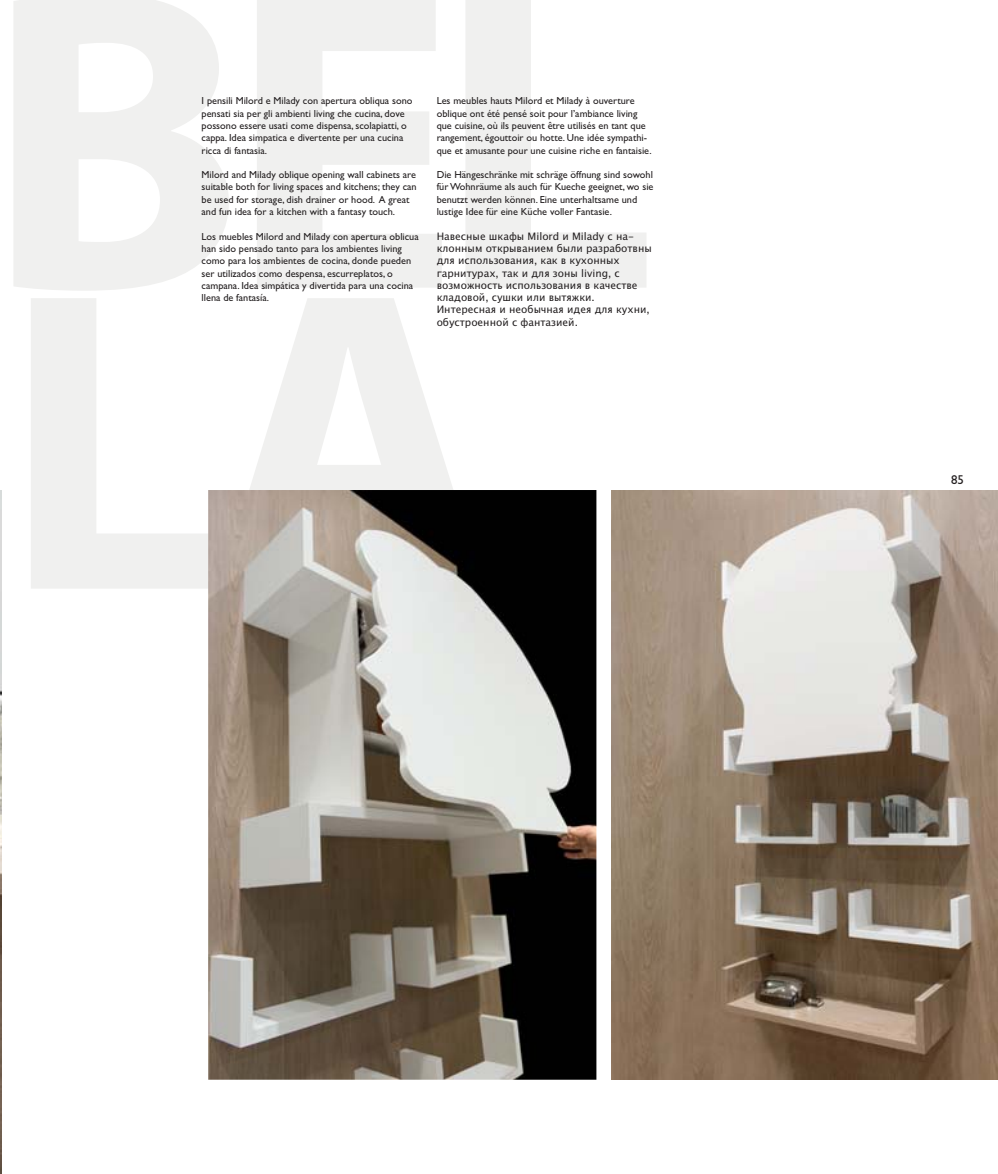 BEL
LA
I pensili Milord e Milady con apertura obliqua sono
pensati sia per gli ambienti living che cucina, dove
possono essere usati come dispensa, scolapiatti, o
cappa. Idea simpatica e divertente per una cucina
ricca di fantasia.
Milord and Milady oblique opening wall cabinets are
suitable both for living spaces and kitchens; they can
be used for storage, dish drainer or hood. A great
and fun idea for a kitchen with a fantasy touch.
Los muebles Milord and Milady con apertura oblicua
han sido pensado tanto para los ambientes living
como para los ambientes de cocina, donde pueden
ser utilizados como despensa, escurreplatos, o
campana. Idea simpática y divertida para una cocina
llena de fantasía.
Les meubles hauts Milord et Milady à ouverture
oblique ont été pensé soit pour l'ambiance living
que cuisine, où ils peuvent être utilisés en tant que
rangement, égouttoir ou hotte. Une idée sympathi-
que et amusante pour une cuisine riche en fantaisie.
Die Hängeschränke mit schräge öffnung sind sowohl
für Wohnräume als auch für Kueche geeignet, wo sie
benutzt werden können. Eine unterhaltsame und
lustige Idee für eine Küche voller Fantasie.
Навесные шкафы Milord и Milady с на-
клонным открыванием были разработвны
для использования, как в кухонных
гарнитурах, так и для зоны living, с
возможность использования в качестве
кладовой, сушки или вытяжки.
Интересная и необычная идея для кухни,
обустроенной с фантазией.
85